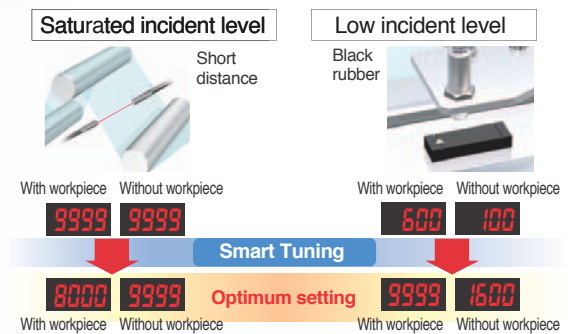 Saturated incident level
Low incident level
Short
distance
Black
rubber
With workpiece Without workpiece
With workpiece Without workpiece
9999 9999
600 100
Smart Tuning
8000 9999
Optimum setting
9999 1600
With workpiece Without workpiece
With workpiece Without workpiece